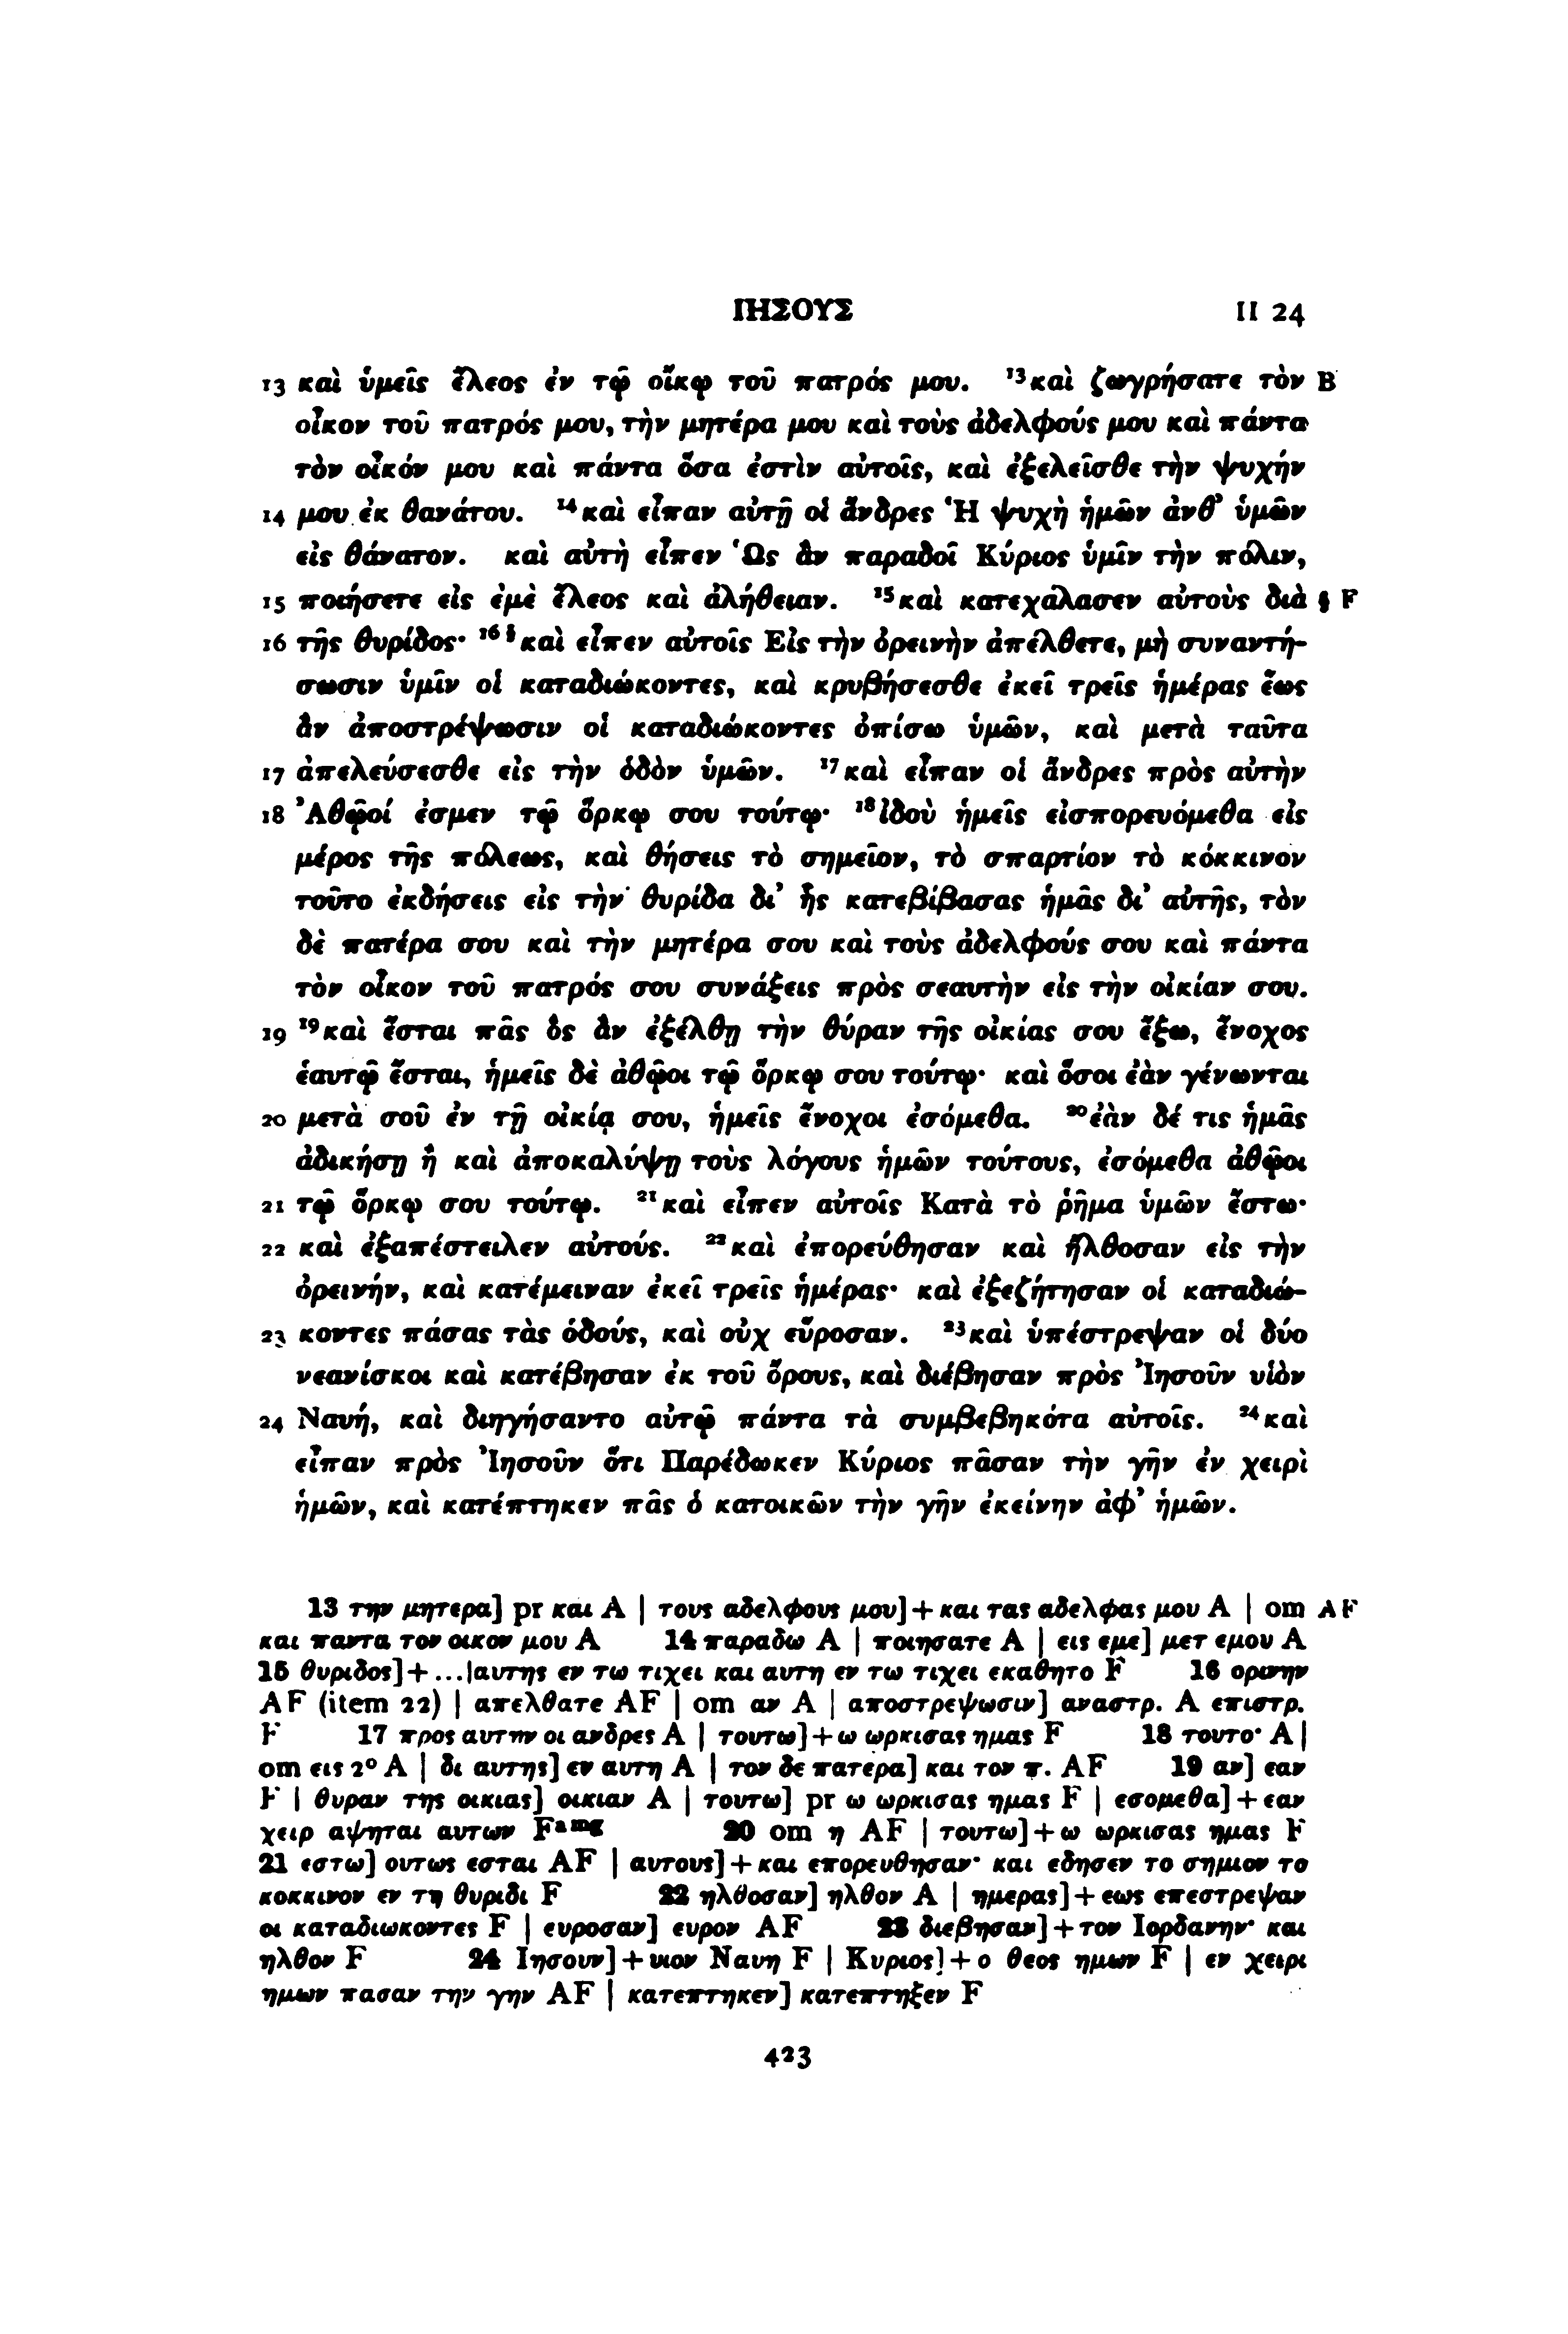 ΙΗΣΟΥΣ II 24
13 καὶ ὑμεῖς ἔλεος ἐν τῷ οἴκῳ τοῦ πατρός μου. ¹³καὶ ζωγρήσατε τὸν B
οἶκον τοῦ πατρός μου, τὴν μητέρα μου καὶ τοὺς ἀδελφούς μου καὶ πάντα
τὸν οἶκόν μου καὶ πάντα ὅσα ἐστὶν αὐτοῖς, καὶ ἐξελεῖσθε τὴν ψυχήν
14 μου ἐκ θανάτου. ¹⁴καὶ εἶπαν αὐτῇ οἱ ἄνδρες Ἡ ψυχὴ ἡμῶν ἀνθ’ ὑμῶν
εἰς θάνατον. καὶ αὐτὴ εἶπεν Ὡς ἂν παραδοῖ Κύριος ὑμῖν τὴν πόλιν,
15 ποιήσετε εἰς ἐμὲ ἔλεος καὶ ἀλήθειαν. ¹⁵καὶ κατεχάλασεν αὐτοὺς διὰ § F
16 τῆς θυρίδος· ¹⁶§καὶ εἶπεν αὐτοῖς Εἰς τὴν ὀρεινὴν ἀπέλθετε, μὴ συναντή-
σωσιν ὑμῖν οἱ καταδιώκοντες, καὶ κρυβήσεσθε ἐκεῖ τρεῖς ἡμέρας ἕως
ἂν ἀποστρέψωσιν οἱ καταδιώκοντες ὀπίσω ὑμῶν, καὶ μετὰ ταῦτα
17 ἀπελεύσεσθε εἰς τὴν ὁδὸν ὑμῶν. ¹⁷καὶ εἶπαν οἱ ἄνδρες πρὸς αὐτήν
18 Ἀθῷοί ἐσμεν τῷ ὅρκῳ σου τούτῳ· ¹⁸ἰδοὺ ἡμεῖς εἰσπορευόμεθα εἰς
μέρος τῆς πόλεως, καὶ θήσεις τὸ σημεῖον, τὸ σπαρτίον τὸ κόκκινον
τοῦτο ἐκδήσεις εἰς τὴν θυρίδα δι’ ἧς κατεβίβασας ἡμᾶς δι’ αὐτῆς, τὸν
δὲ πατέρα σου καὶ τὴν μητέρα σου καὶ τοὺς ἀδελφούς σου καὶ πάντα
τὸν οἶκον τοῦ πατρός σου συνάξεις πρὸς σεαυτὴν εἰς τὴν οἰκίαν σου.
19 ¹⁹καὶ ἔσται πᾶς ὃς ἂν ἐξέλθῃ τὴν θύραν τῆς οἰκίας σου ἔξω, ἔνοχος
ἑαυτῷ ἔσται, ἡμεῖς δὲ ἀθῷοι τῷ ὅρκῳ σου τούτῳ· καὶ ὅσοι ἐὰν γένωνται
20 μετὰ σοῦ ἐν τῇ οἰκίᾳ σου, ἡμεῖς ἔνοχοι ἐσόμεθα. ²⁰ἐὰν δέ τις ἡμᾶς
ἀδικήσῃ ἢ καὶ ἀποκαλύψῃ τοὺς λόγους ἡμῶν τούτους, ἐσόμεθα ἀθῷοι
21 τῷ ὅρκῳ σου τούτῳ. ²¹καὶ εἶπεν αὐτοῖς Κατὰ τὸ ῥῆμα ὑμῶν ἔστω·
22 καὶ ἐξαπέστειλεν αὐτούς. ²²καὶ ἐπορεύθησαν καὶ ἤλθοσαν εἰς τὴν
ὀρεινήν, καὶ κατέμειναν ἐκεῖ τρεῖς ἡμέρας· καὶ ἐξεζήτησαν οἱ καταδιώ-
23 κοντες πάσας τὰς ὁδούς, καὶ οὐχ εὕροσαν. ²³καὶ ὑπέστρεψαν οἱ δύο
νεανίσκοι καὶ κατέβησαν ἐκ τοῦ ὄρους, καὶ διέβησαν πρὸς Ἰησοῦν υἱὸν
24 Ναυή, καὶ διηγήσαντο αὐτῷ πάντα τὰ συμβεβηκότα αὐτοῖς. ²⁴καὶ
εἶπαν πρὸς Ἰησοῦν ὅτι Παρέδωκεν Κύριος πᾶσαν τὴν γῆν ἐν χειρὶ
ἡμῶν, καὶ κατέπτηκεν πᾶς ὁ κατοικῶν τὴν γῆν ἐκείνην ἀφ’ ἡμῶν.
13 την μητερα] pr και A | τους αδελφους μου]+και τας αδελφας μου A | om AF
και παντα τον οικον μου A 14 παραδω A | ποιησατε A | εις εμε] μετ εμου A
15 θυριδος]+...|αυτης εν τω τιχει και αυτη εν τω τιχει εκαθητο F 16 ορινην
AF (item 22) | απελθατε AF | om αν A | αποστρεψωσιν] αναστρ. A επιστρ.
F 17 προς αυτην οι ανδρες A | τουτω]+ω ωρκισας ημας F 18 τουτο· A |
om εις 2° A | δι αυτης] εν αυτη A | τον δε πατερα] και τον π. AF 19 αν] εαν
F | θυραν της οικιας] οικιαν A | τουτω] pr ω ωρκισας ημας F | εσομεθα]+εαν
χειρ αψηται αυτων Fᵃ ᵐᵍ 20 om η AF | τουτω]+ω ωρκισας ημας F
21 εστω] ουτως εσται AF | αυτους]+και επορευθησαν· και εδησεν το σημιον το
κοκκινον εν τη θυριδι F 22 ηλθοσαν] ηλθον A | ημερας]+εως επεστρεψαν
οι καταδιωκοντες F | ευροσαν] ευρον AF 23 διεβησαν]+τον Ιορδανην· και
ηλθον F 24 Ιησουν]+υιον Ναυη F | Κυριος]+ο θεος ημων F | εν χειρι
ημων πασαν την γην AF | κατεπτηκεν] κατεπτηξεν F
423